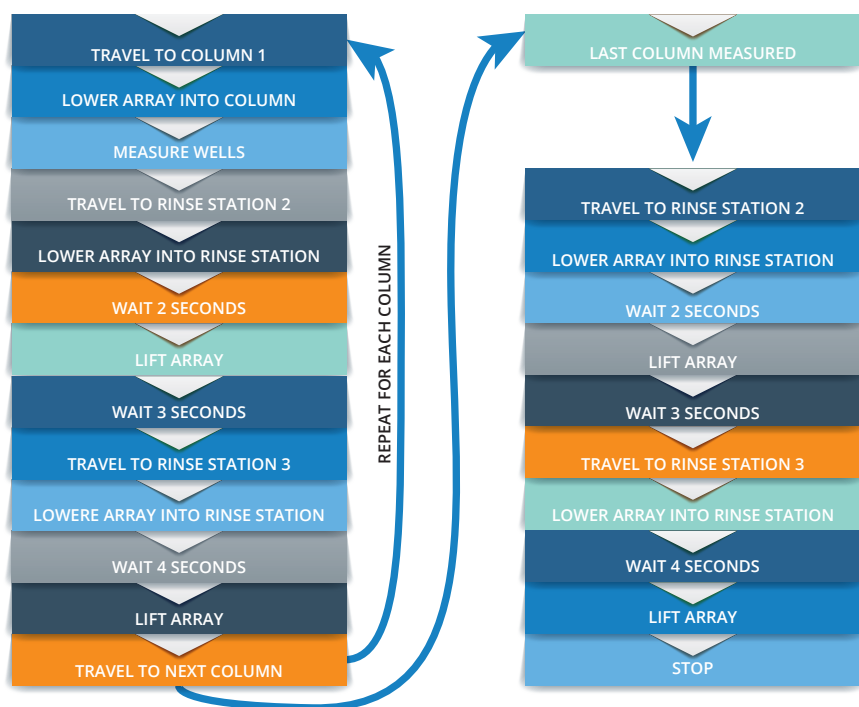 TRAVEL TO COLUMN 1
LOWER ARRAY INTO COLUMN
MEASURE WELLS
TRAVEL TO RINSE STATION 2
LOWER ARRAY INTO RINSE STATION
WAIT 2 SECONDS
LIFT ARRAY
WAIT 3 SECONDS
TRAVEL TO RINSE STATION 3
LOWERE ARRAY INTO RINSE STATION
WAIT 4 SECONDS
LIFT ARRAY
TRAVEL TO NEXT COLUMN
REPEAT FOR EACH COLUMN
LAST COLUMN MEASURED
TRAVEL TO RINSE STATION 2
LOWER ARRAY INTO RINSE STATION
WAIT 2 SECONDS
LIFT ARRAY
WAIT 3 SECONDS
TRAVEL TO RINSE STATION 3
LOWER ARRAY INTO RINSE STATION
WAIT 4 SECONDS
LIFT ARRAY
STOP